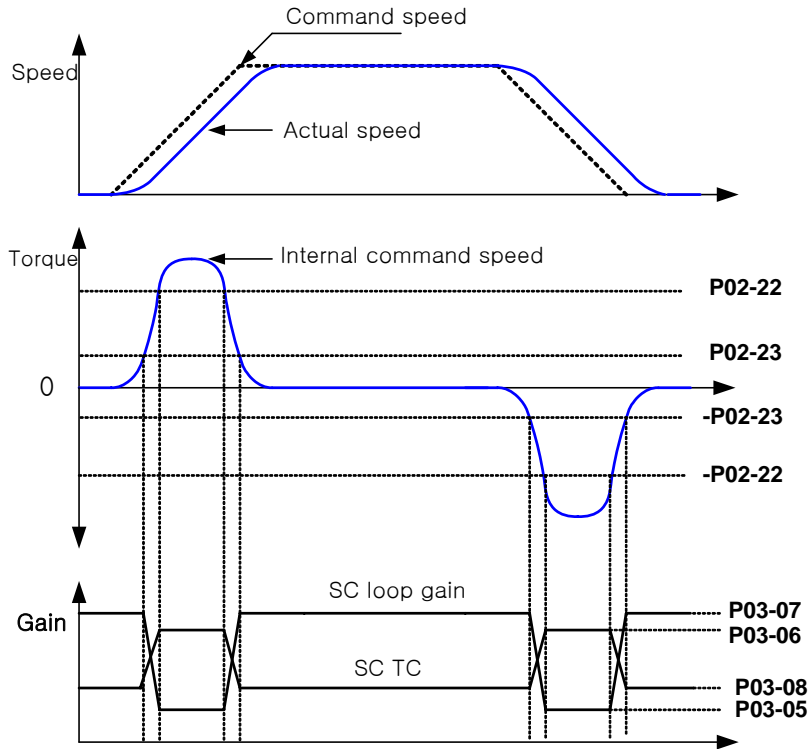 Command speed
Speed
Actual speed
Torque
Internal command speed
P02-22
P02-23
0
-P02-23
-P02-22
SC loop gain
Gain
P03-07
P03-06
SC TC
P03-08
P03-05